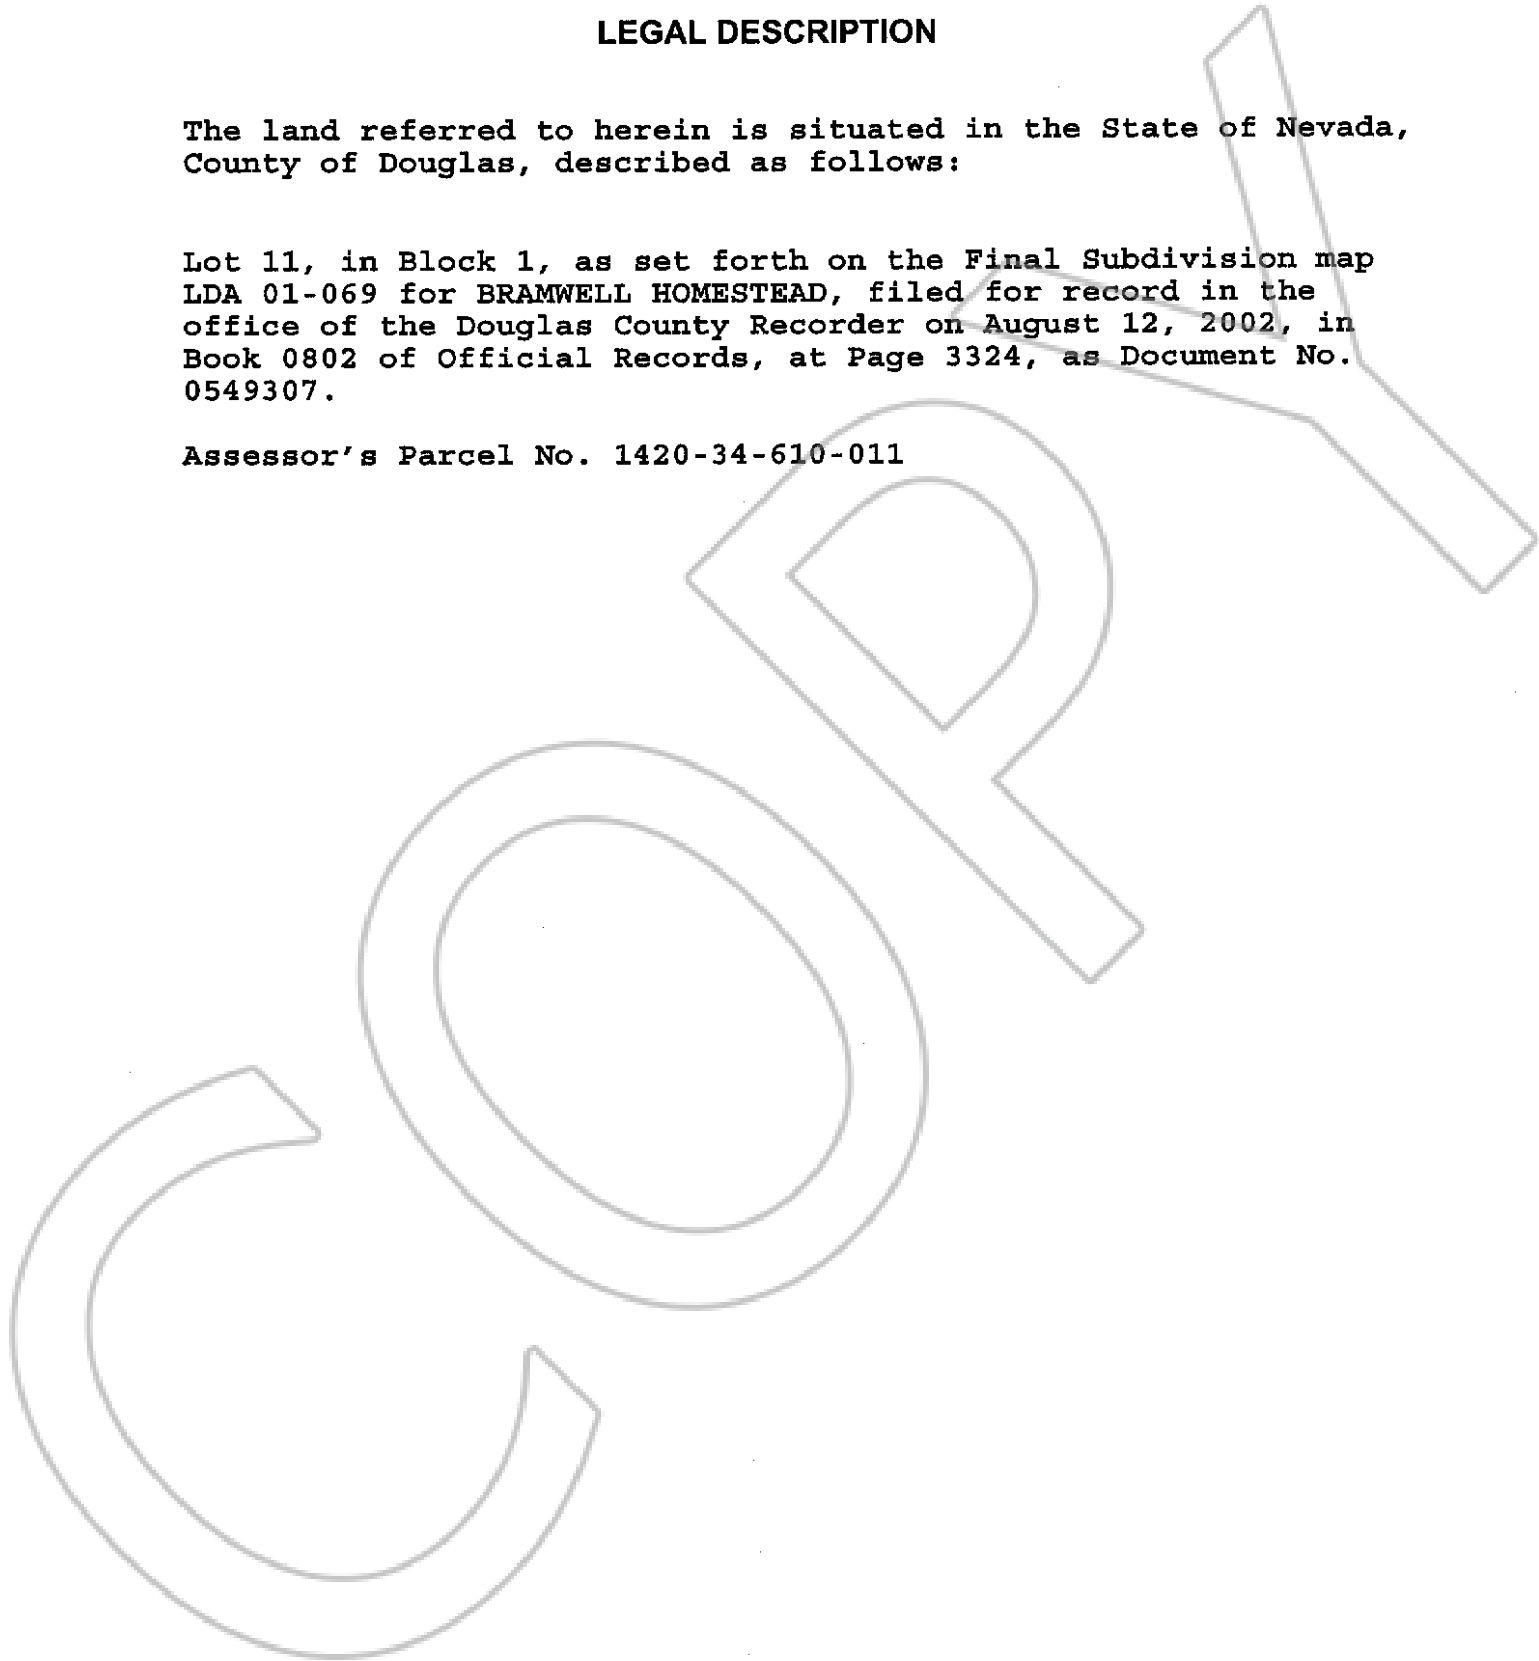 LEGAL DESCRIPTION
The land referred to herein is situated in the State of Nevada,
County of Douglas, described as follows:
Lot 11, in Block 1, as set forth on the Final Subdivision map
LDA 01-069 for BRAMWELL HOMESTEAD, filed for record in the
office of the Douglas County Recorder on August 12, 2002, in
Book 0802 of Official Records, at Page 3324, as Document No.
0549307.
Assessor's Parcel No. 1420-34-610-011
COPY